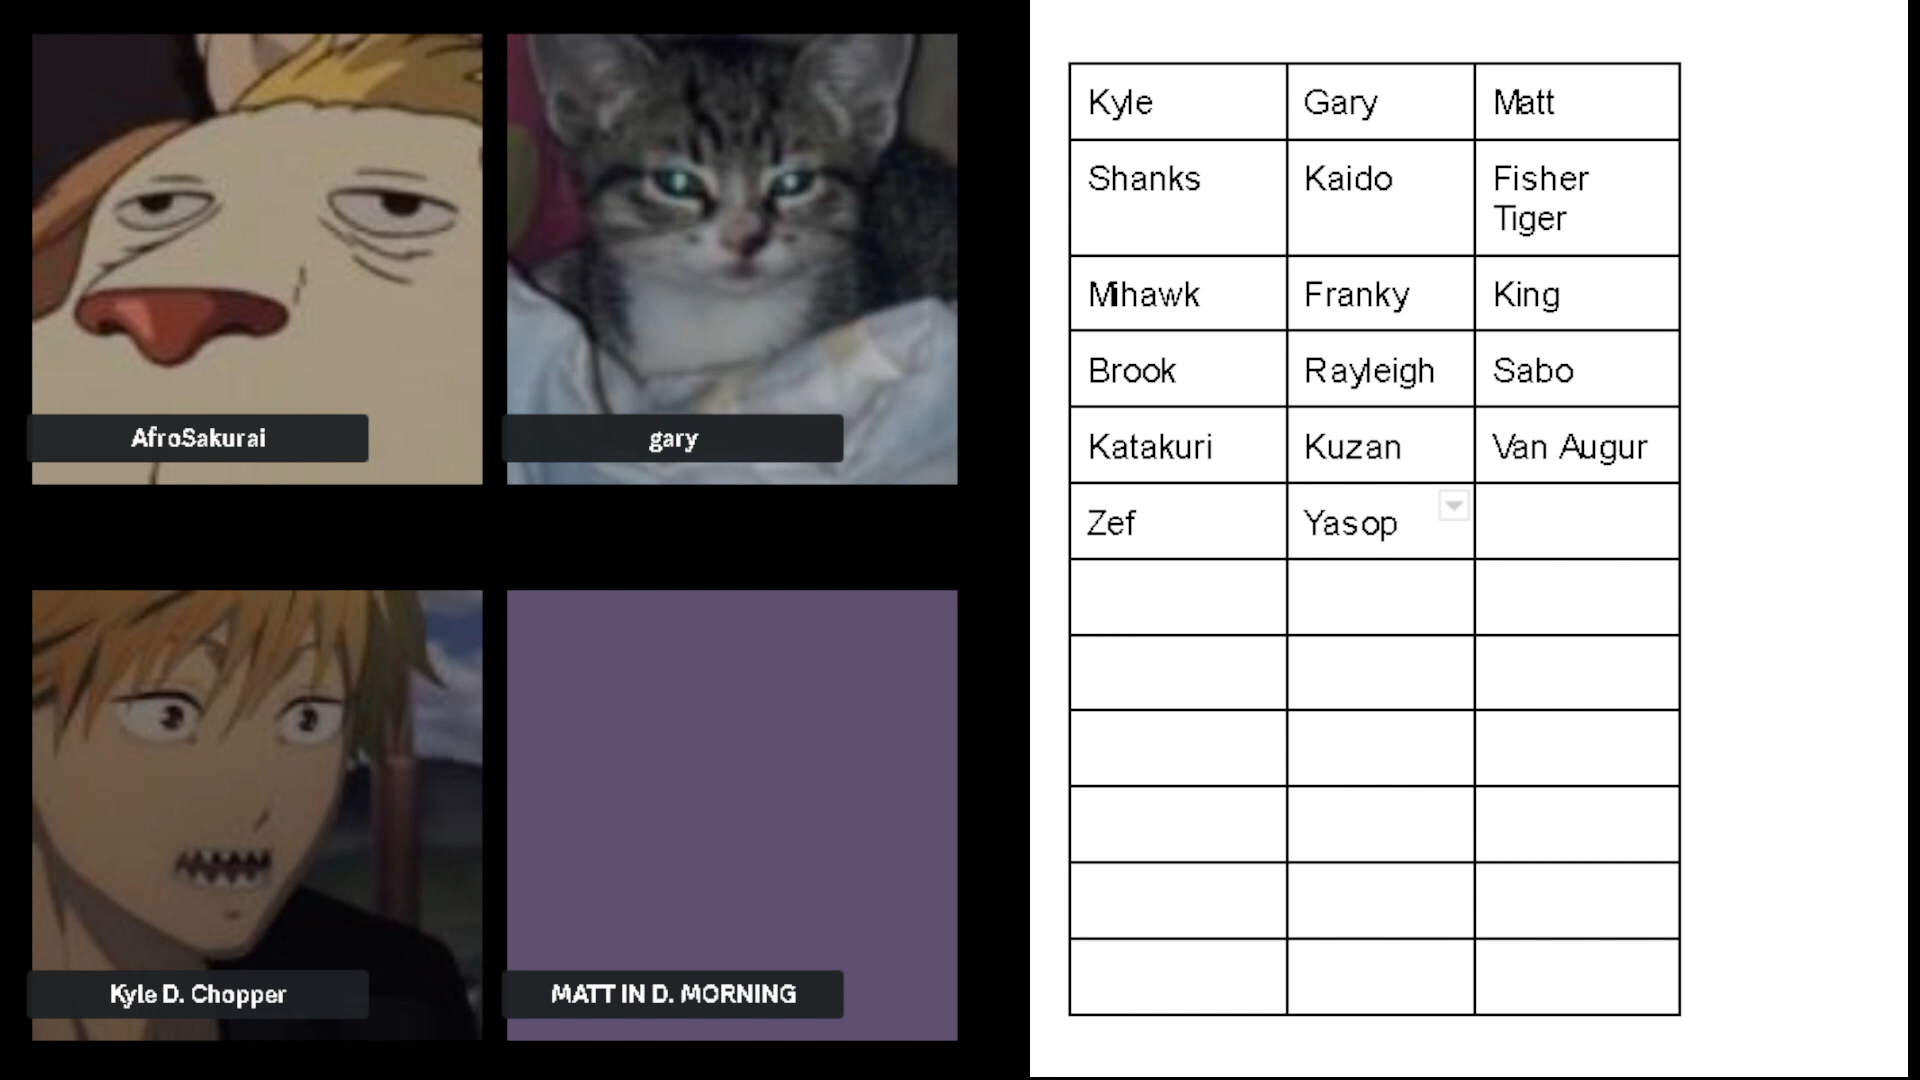 AfroSakurai
gary
Kyle D. Chopper
MATT IN D. MORNING
Kyle Gary Matt
Shanks Kaido Fisher
Tiger
Mihawk Franky King
Brook Rayleigh Sabo
Katakuri Kuzan Van Augur
Zef Yasop